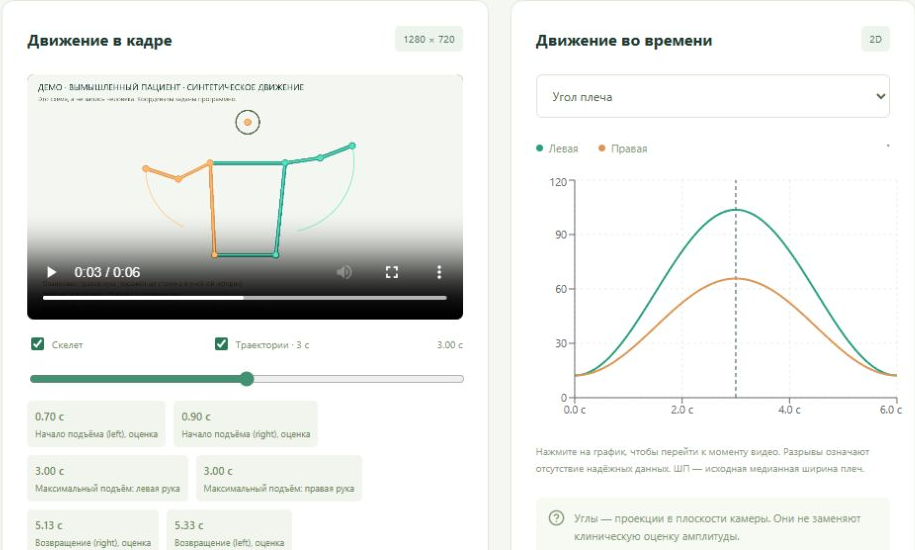 Движение в кадре
1280 × 720
ДЕМО · ВЫМЫШЛЕННЫЙ ПАЦИЕНТ · СИНТЕТИЧЕСКОЕ ДВИЖЕНИЕ
Это схема, а не запись человека. Координаты заданы программно.
0:03 / 0:06
Скелет
Траектории · 3 с
3.00 с
0.70 с
Начало подъёма (left), оценка
0.90 с
Начало подъёма (right), оценка
3.00 с
Максимальный подъём: левая рука
3.00 с
Максимальный подъём: правая рука
5.13 с
Возвращение (right), оценка
5.33 с
Возвращение (left), оценка
Движение во времени
2D
Угол плеча
Левая
Правая
120
90
60
30
0
0.0 с
2.0 с
4.0 с
6.0 с
Нажмите на график, чтобы перейти к моменту видео. Разрывы означают
отсутствие надёжных данных. ШП — исходная медианная ширина плеч.
Углы — проекции в плоскости камеры. Они не заменяют
клиническую оценку амплитуды.